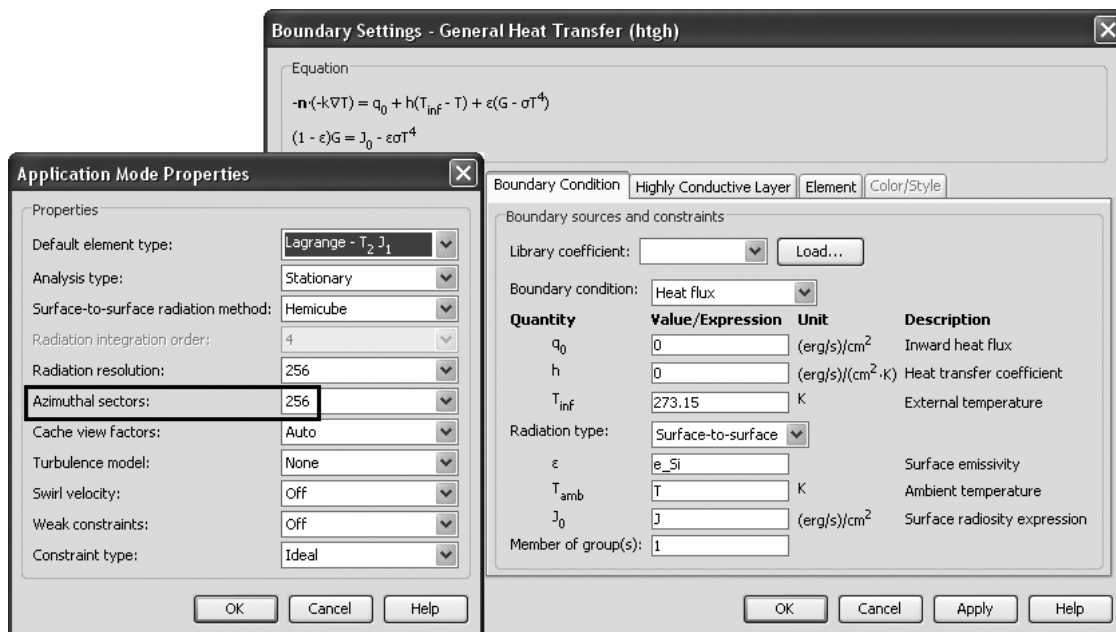 Boundary Settings - General Heat Transfer (htgh)
Equation
-n·(-k∇T) = q0 + h(Tinf - T) + ε(G - σT⁴)
(1 - ε)G = J0 - εσT⁴
Application Mode Properties
Properties
Default element type: Lagrange - T2 J1
Analysis type: Stationary
Surface-to-surface radiation method: Hemicube
Radiation integration order: 4
Radiation resolution: 256
Azimuthal sectors: 256
Cache view factors: Auto
Turbulence model: None
Swirl velocity: Off
Weak constraints: Off
Constraint type: Ideal
OK Cancel Help
Boundary Condition Highly Conductive Layer Element Color/Style
Boundary sources and constraints
Library coefficient: Load...
Boundary condition: Heat flux
Quantity Value/Expression Unit Description
q0 0 (erg/s)/cm² Inward heat flux
h 0 (erg/s)/(cm²·K) Heat transfer coefficient
Tinf 273.15 K External temperature
Radiation type: Surface-to-surface
ε e_Si Surface emissivity
Tamb T K Ambient temperature
J0 J (erg/s)/cm² Surface radiosity expression
Member of group(s): 1
OK Cancel Apply Help